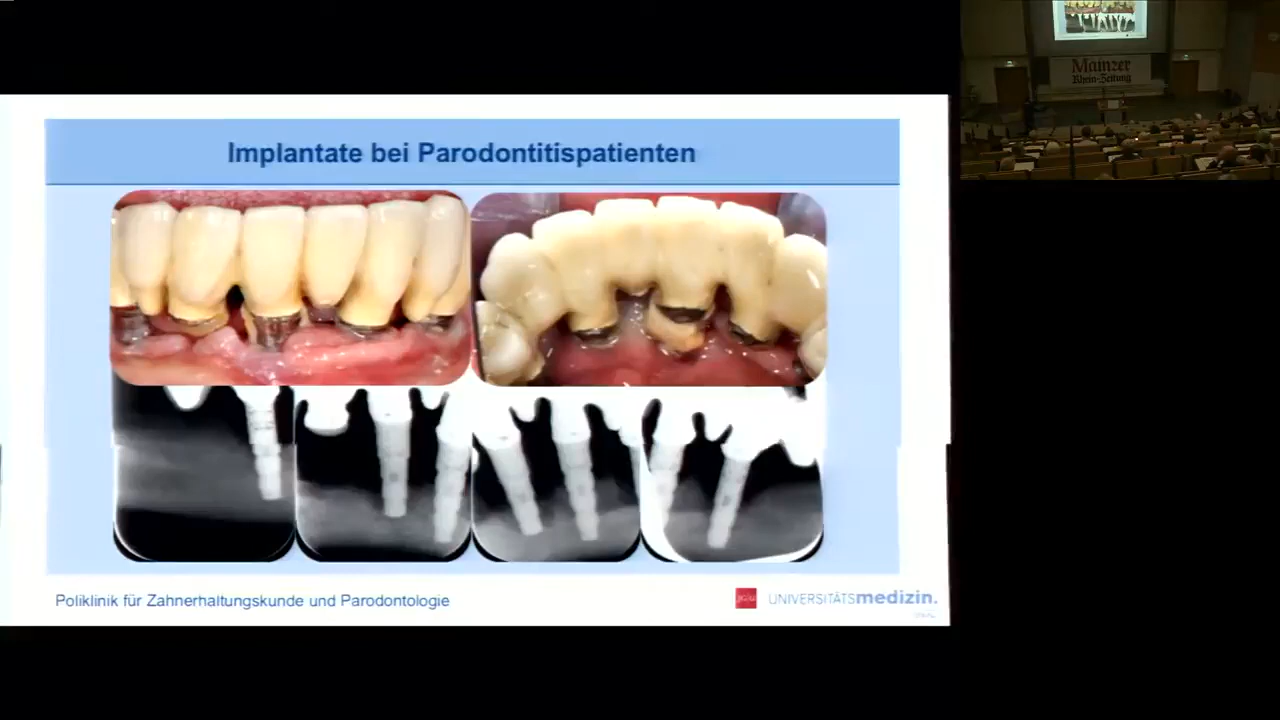 Implantate bei Parodontitispatienten
Poliklinik für Zahnerhaltungskunde und Parodontologie
UNIVERSITÄTSmedizin.
Mainzer
Rhein-Zeitung